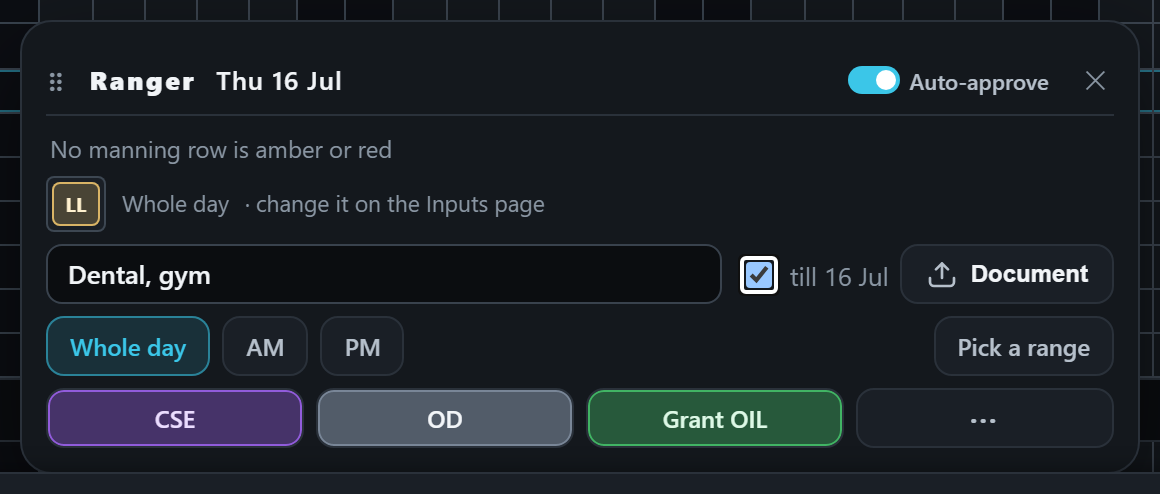 Ranger Thu 16 Jul Auto-approve
No manning row is amber or red
LL Whole day · change it on the Inputs page
Dental, gym till 16 Jul Document
Whole day AM PM Pick a range
CSE OD Grant OIL ...